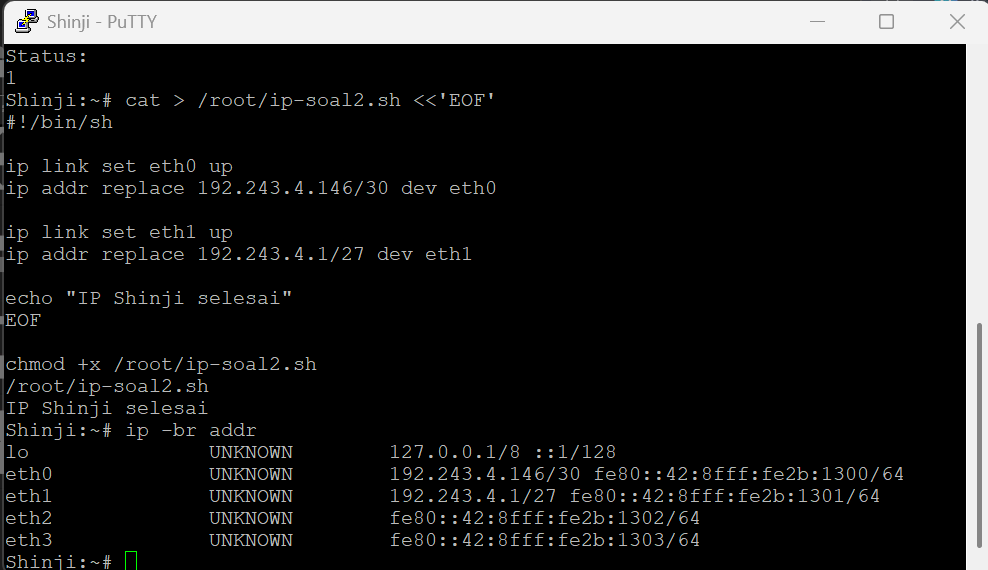 Shinji - PuTTY
Status:
1
Shinji:~# cat > /root/ip-soal2.sh <<'EOF'
#!/bin/sh
ip link set eth0 up
ip addr replace 192.243.4.146/30 dev eth0
ip link set eth1 up
ip addr replace 192.243.4.1/27 dev eth1
echo "IP Shinji selesai"
EOF
chmod +x /root/ip-soal2.sh
/root/ip-soal2.sh
IP Shinji selesai
Shinji:~# ip -br addr
lo UNKNOWN 127.0.0.1/8 ::1/128
eth0 UNKNOWN 192.243.4.146/30 fe80::42:8fff:fe2b:1300/64
eth1 UNKNOWN 192.243.4.1/27 fe80::42:8fff:fe2b:1301/64
eth2 UNKNOWN fe80::42:8fff:fe2b:1302/64
eth3 UNKNOWN fe80::42:8fff:fe2b:1303/64
Shinji:~#